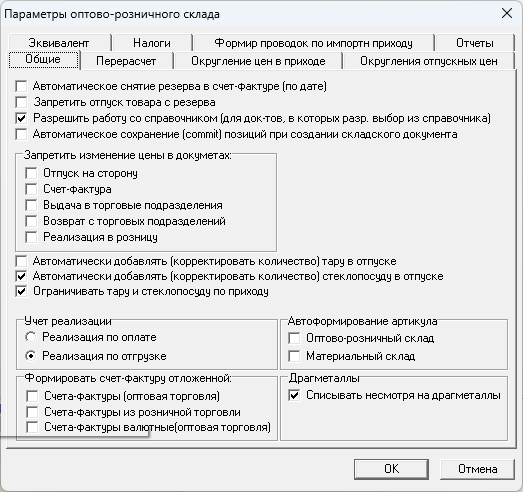 Параметры оптово-розничного склада
Эквивалент Налоги Формир проводок по импортн приходу Отчеты
Общие Перерасчет Округление цен в приходе Округления отпускных цен
Автоматическое снятие резерва в счет-фактуре (по дате)
Запретить отпуск товара с резерва
Разрешить работу со справочником (для док-тов, в которых разр. выбор из справочника)
Автоматическое сохранение (commit) позиций при создании складского документа
Запретить изменение цены в докуметах:
Отпуск на сторону
Счет-фактура
Выдача в торговые подразделения
Возврат с торговых подразделений
Реализация в розницу
Автоматически добавлять (корректировать количество) тару в отпуске
Автоматически добавлять (корректировать количество) стеклопосуду в отпуске
Ограничивать тару и стеклопосуду по приходу
Учет реализации
Реализация по оплате
Реализация по отгрузке
Автоформирование артикула
Оптово-розничный склад
Материальный склад
Формировать счет-фактуру отложенной:
Счета-фактуры (оптовая торговля)
Счета-фактуры из розничной торговли
Счета-фактуры валютные(оптовая торговля)
Драгметаллы
Списывать несмотря на драгметаллы
OK Отмена